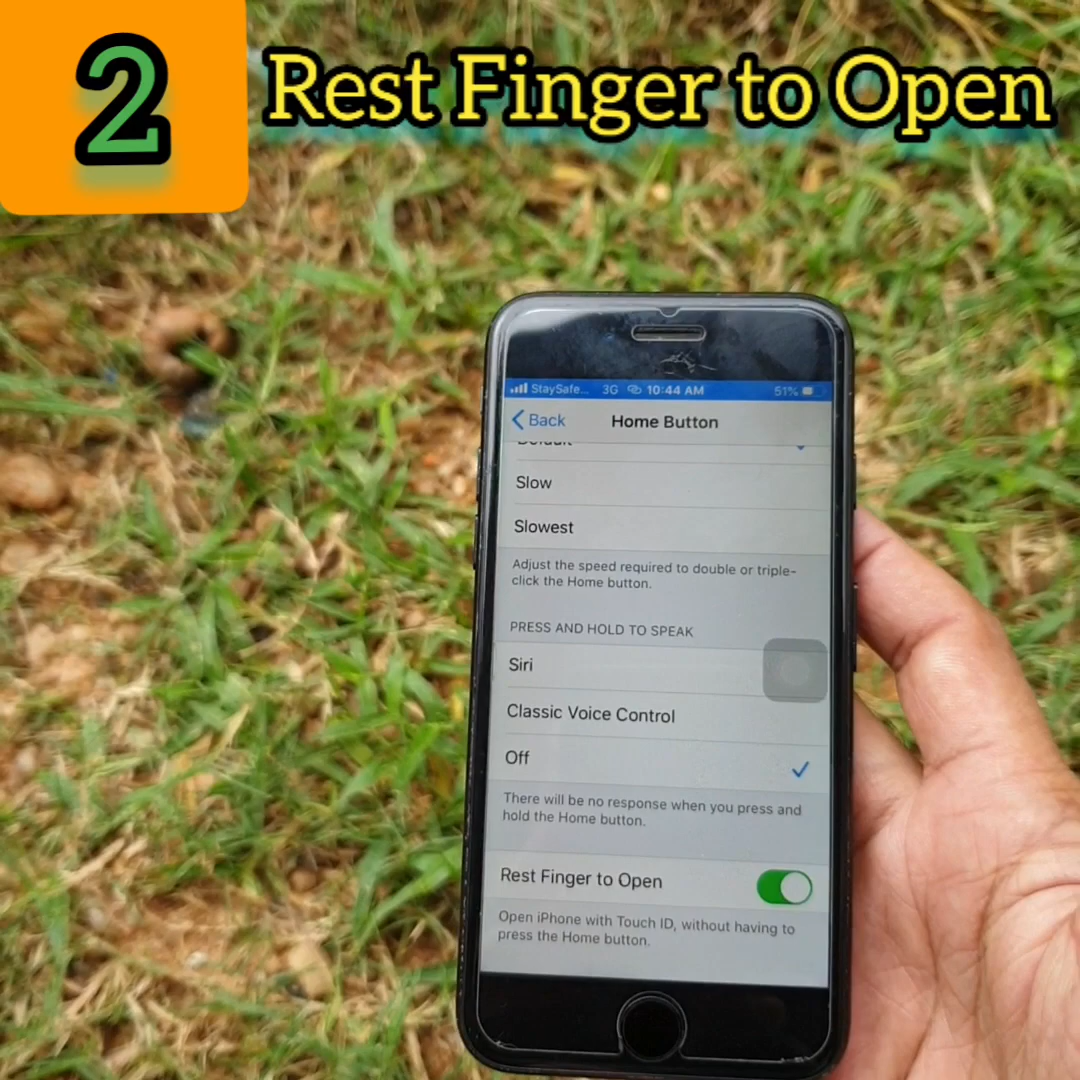 2
Rest Finger to Open
StaySafe... 3G 10:44 AM 51%
Back Home Button
Default
Slow
Slowest
Adjust the speed required to double or triple-
click the Home button.
PRESS AND HOLD TO SPEAK
Siri
Classic Voice Control
Off
There will be no response when you press and
hold the Home button.
Rest Finger to Open
Open iPhone with Touch ID, without having to
press the Home button.